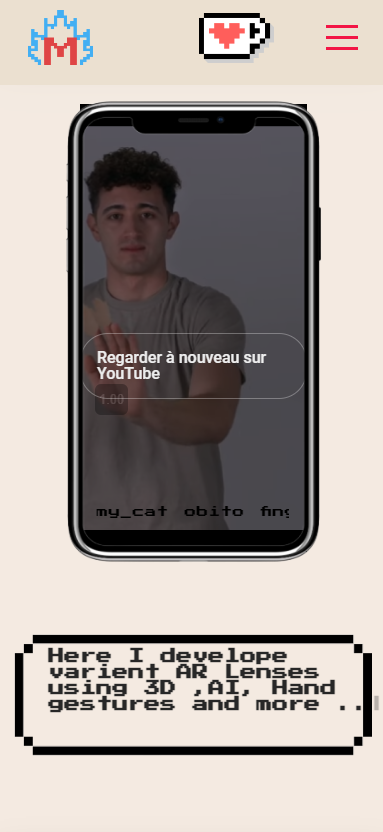 M
Regarder à nouveau sur
YouTube
1.00
my_cat obito
Here I develope
varient AR Lenses
using 3D ,AI, Hand
gestures and more ..